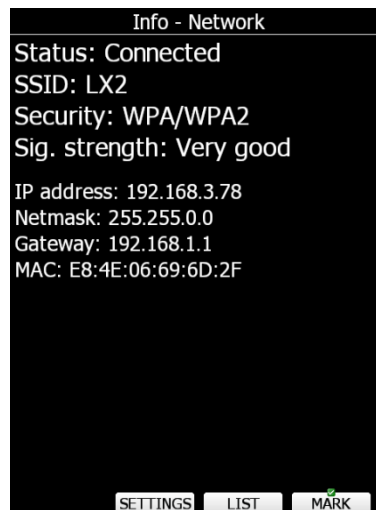 Info - Network
Status: Connected
SSID: LX2
Security: WPA/WPA2
Sig. strength: Very good
IP address: 192.168.3.78
Netmask: 255.255.0.0
Gateway: 192.168.1.1
MAC: E8:4E:06:69:6D:2F
SETTINGS LIST MARK